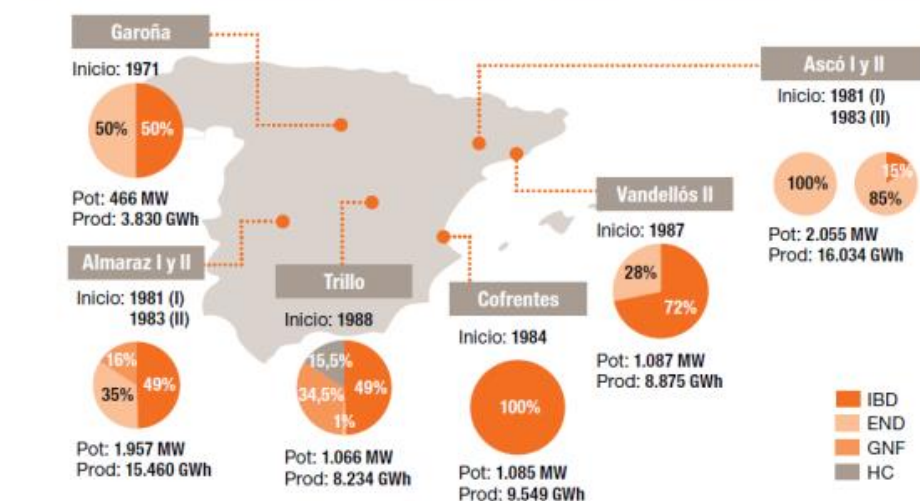 Garoña
Inicio: 1971
50% 50%
Pot: 466 MW
Prod: 3.830 GWh
Almaraz I y II
Inicio: 1981 (I)
1983 (II)
16%
35% 49%
Pot: 1.957 MW
Prod: 15.460 GWh
Trillo
Inicio: 1988
15,5%
34,5% 49%
1%
Pot: 1.066 MW
Prod: 8.234 GWh
Cofrentes
Inicio: 1984
100%
Pot: 1.085 MW
Prod: 9.549 GWh
Vandellós II
Inicio: 1987
28%
72%
Pot: 1.087 MW
Prod: 8.875 GWh
Ascó I y II
Inicio: 1981 (I)
1983 (II)
100%
15%
85%
Pot: 2.055 MW
Prod: 16.034 GWh
IBD
END
GNF
HC